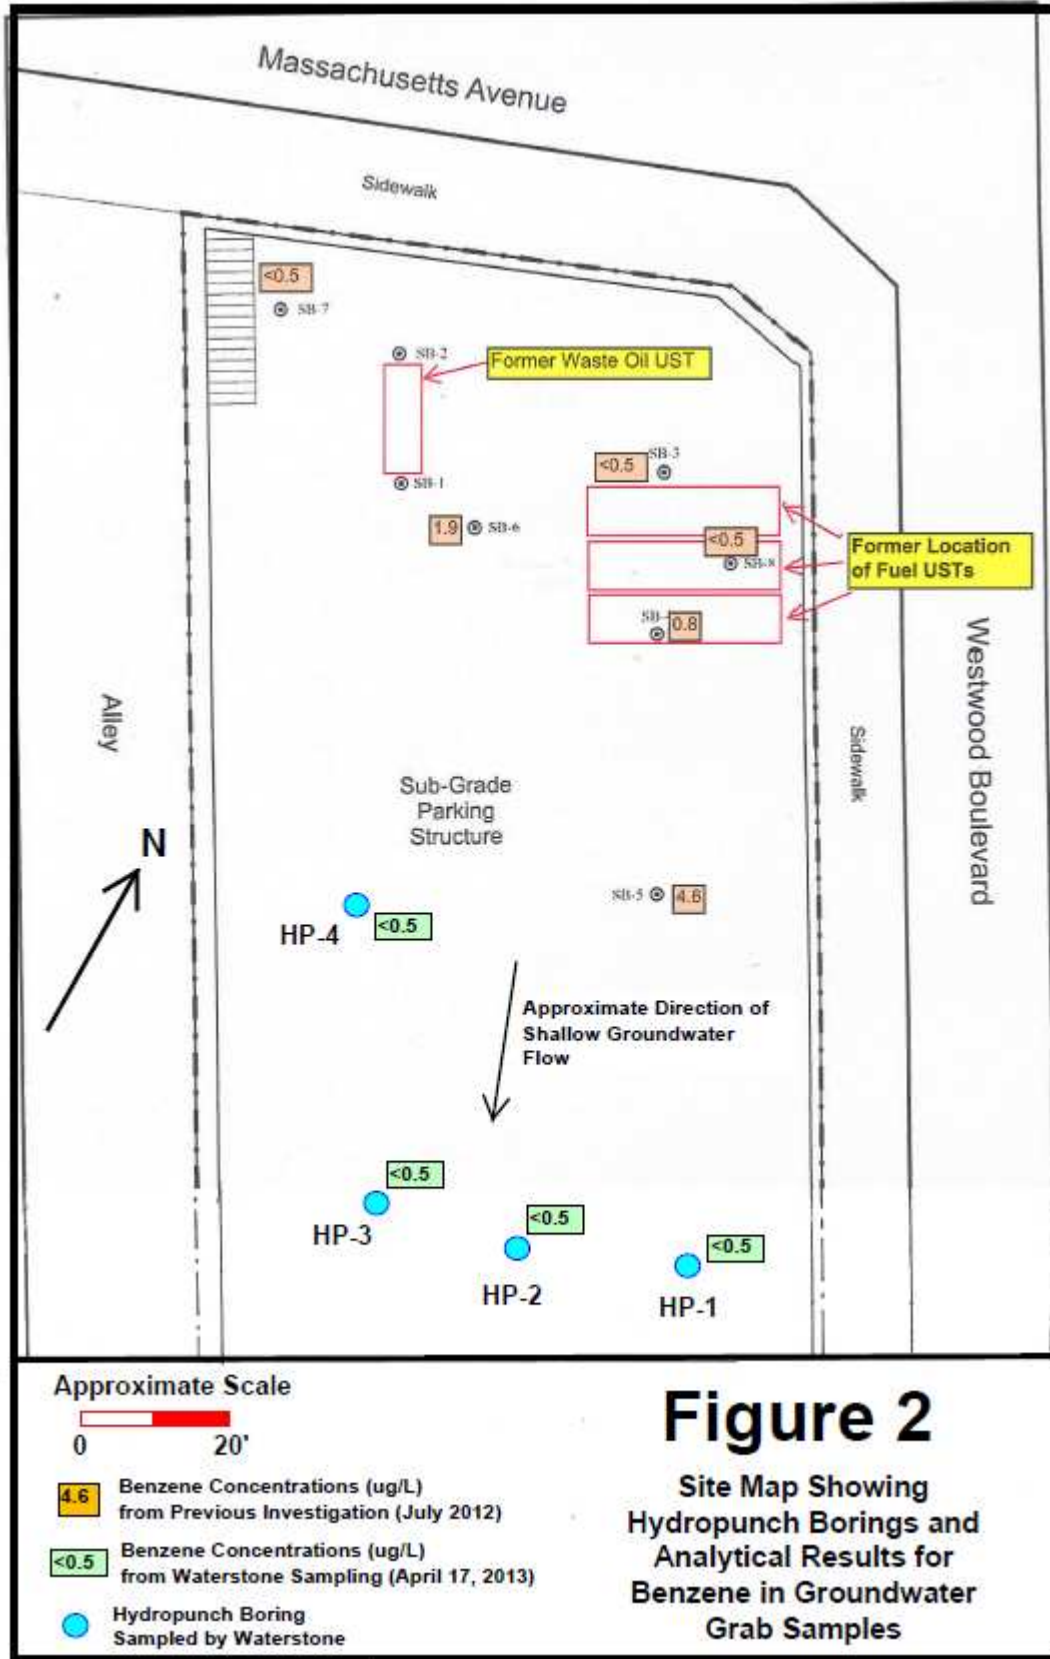 Massachusetts Avenue
Sidewalk
<0.5
SB-7
SB-2
Former Waste Oil UST
SB-3
<0.5
SB-1
1.9
SB-6
<0.5
SB-8
Former Location
of Fuel USTs
SB-
0.8
Westwood Boulevard
Alley
Sidewalk
Sub-Grade
Parking
Structure
N
SB-5
4.6
HP-4
<0.5
Approximate Direction of
Shallow Groundwater
Flow
<0.5
HP-3
<0.5
HP-2
<0.5
HP-1
Approximate Scale
0
20'
4.6
Benzene Concentrations (ug/L)
from Previous Investigation (July 2012)
<0.5
Benzene Concentrations (ug/L)
from Waterstone Sampling (April 17, 2013)
Hydropunch Boring
Sampled by Waterstone
Figure 2
Site Map Showing
Hydropunch Borings and
Analytical Results for
Benzene in Groundwater
Grab Samples